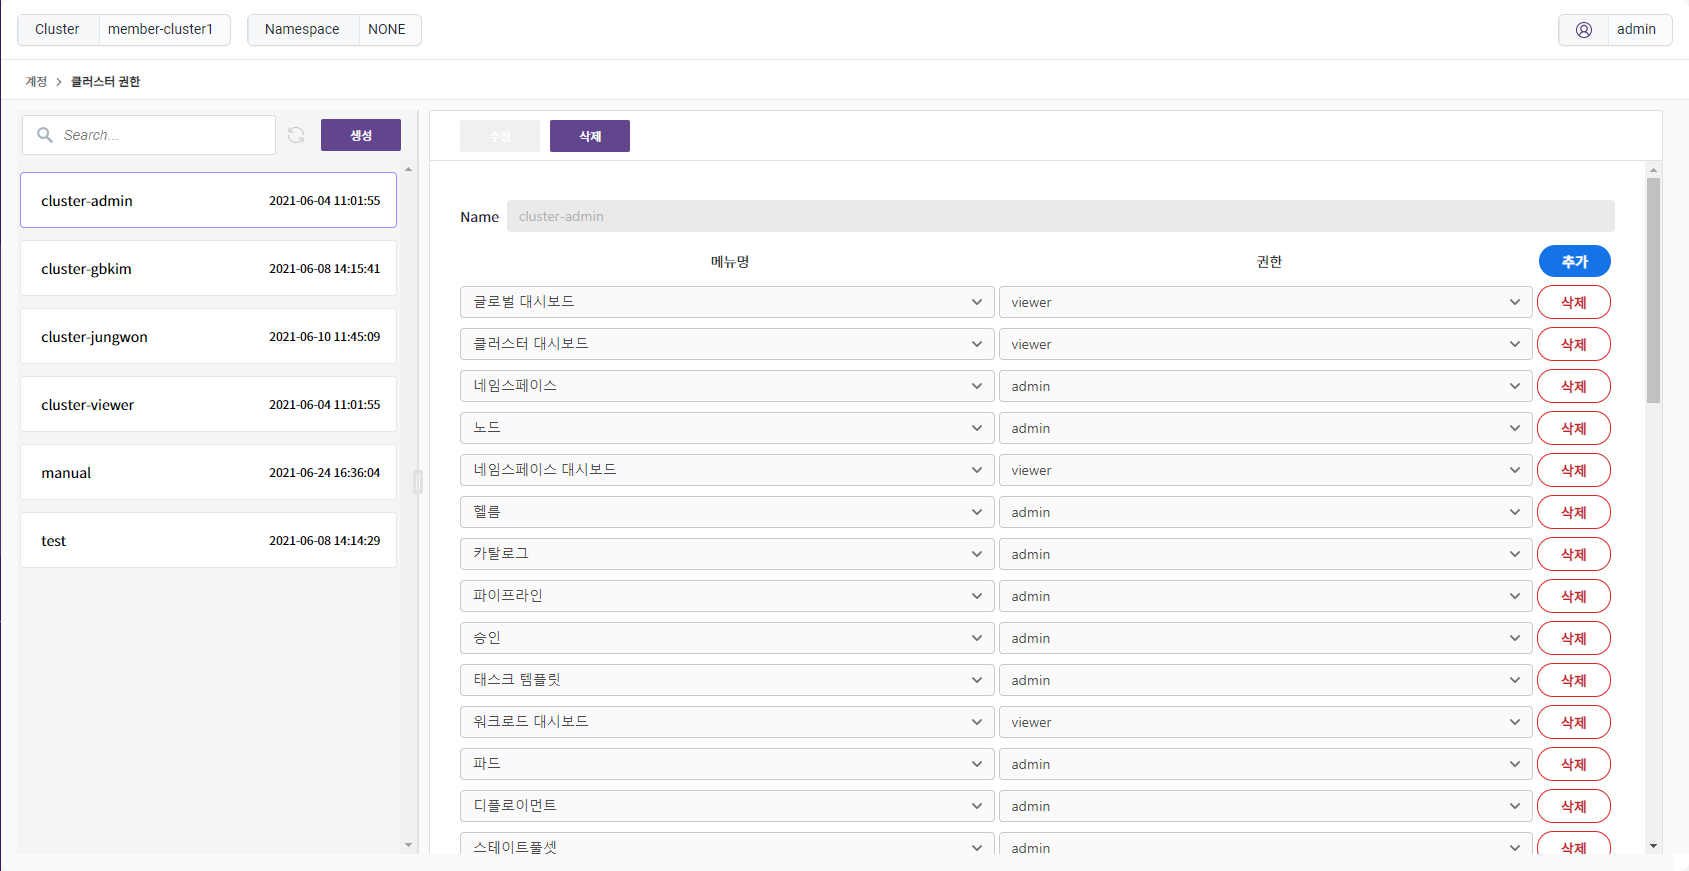 Cluster member-cluster1 Namespace NONE admin
계정 > 클러스터 권한
Search... 생성 수정 삭제
cluster-admin 2021-06-04 11:01:55
cluster-gbkim 2021-06-08 14:15:41
cluster-jungwon 2021-06-10 11:45:09
cluster-viewer 2021-06-04 11:01:55
manual 2021-06-24 16:36:04
test 2021-06-08 14:14:29
Name cluster-admin
메뉴명 권한 추가
글로벌 대시보드 viewer 삭제
클러스터 대시보드 viewer 삭제
네임스페이스 admin 삭제
노드 admin 삭제
네임스페이스 대시보드 viewer 삭제
헬름 admin 삭제
카탈로그 admin 삭제
파이프라인 admin 삭제
승인 admin 삭제
태스크 템플릿 admin 삭제
워크로드 대시보드 viewer 삭제
파드 admin 삭제
디플로이먼트 admin 삭제
스테이트풀셋 admin 삭제